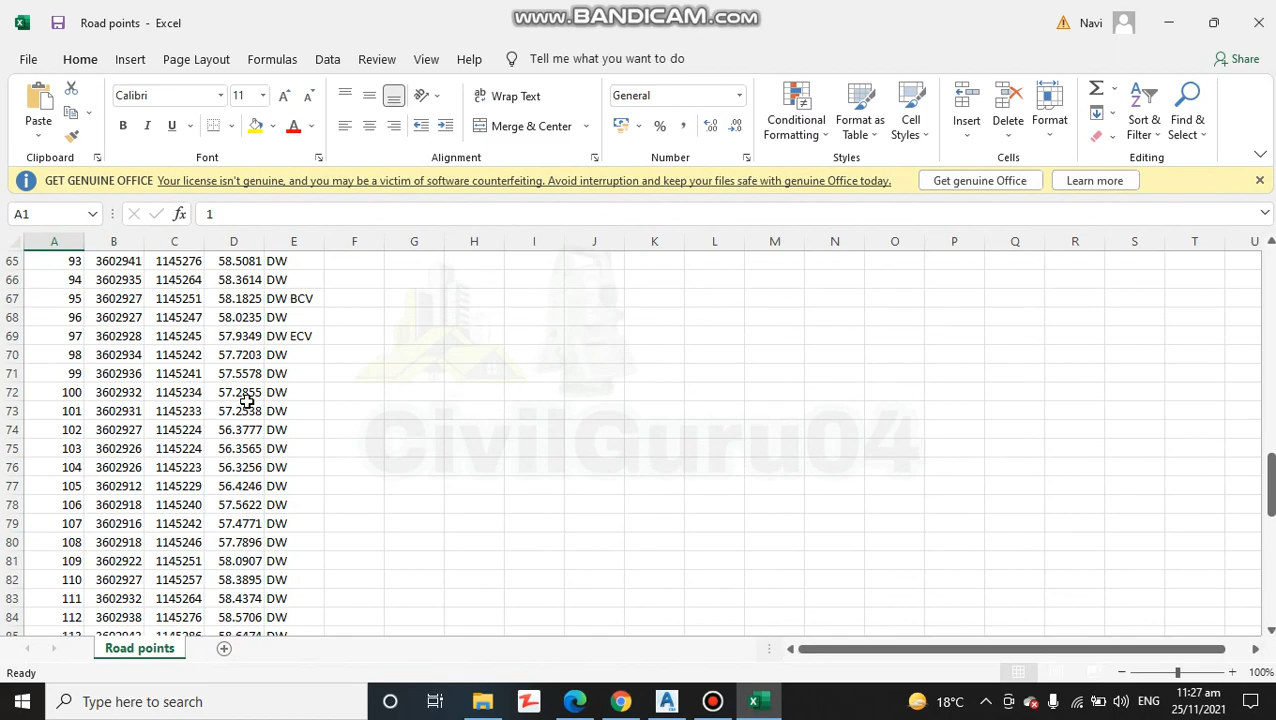 www.BANDICAM.com
Road points - Excel
Navi
File Home Insert Page Layout Formulas Data Review View Help Tell me what you want to do Share
Paste
Calibri 11
B I U
Wrap Text
Merge & Center
General
Conditional Formatting
Format as Table
Cell Styles
Insert
Delete
Format
Sort & Filter
Find & Select
Clipboard Font Alignment Number Styles Cells Editing
GET GENUINE OFFICE Your license isn't genuine, and you may be a victim of software counterfeiting. Avoid interruption and keep your files safe with genuine Office today. Get genuine Office Learn more
A1 fx 1
A B C D E F G H I J K L M N O P Q R S T U
65 93 3602941 1145276 58.5081 DW
66 94 3602935 1145264 58.3614 DW
67 95 3602927 1145251 58.1825 DW BCV
68 96 3602927 1145247 58.0235 DW
69 97 3602928 1145245 57.9349 DW ECV
70 98 3602934 1145242 57.7203 DW
71 99 3602936 1145241 57.5578 DW
72 100 3602932 1145234 57.2855 DW
73 101 3602931 1145233 57.2538 DW
74 102 3602927 1145224 56.3777 DW
75 103 3602926 1145224 56.3565 DW
76 104 3602926 1145223 56.3256 DW
77 105 3602912 1145229 56.4246 DW
78 106 3602918 1145240 57.5622 DW
79 107 3602916 1145242 57.4771 DW
80 108 3602918 1145246 57.7896 DW
81 109 3602922 1145251 58.0907 DW
82 110 3602927 1145257 58.3895 DW
83 111 3602932 1145264 58.4374 DW
84 112 3602938 1145276 58.5706 DW
85 113 3602943 1145286 58.6474 DW
CivilGuru04
Road points
Ready
100%
Type here to search
18°C
ENG
11:27 am
25/11/2021